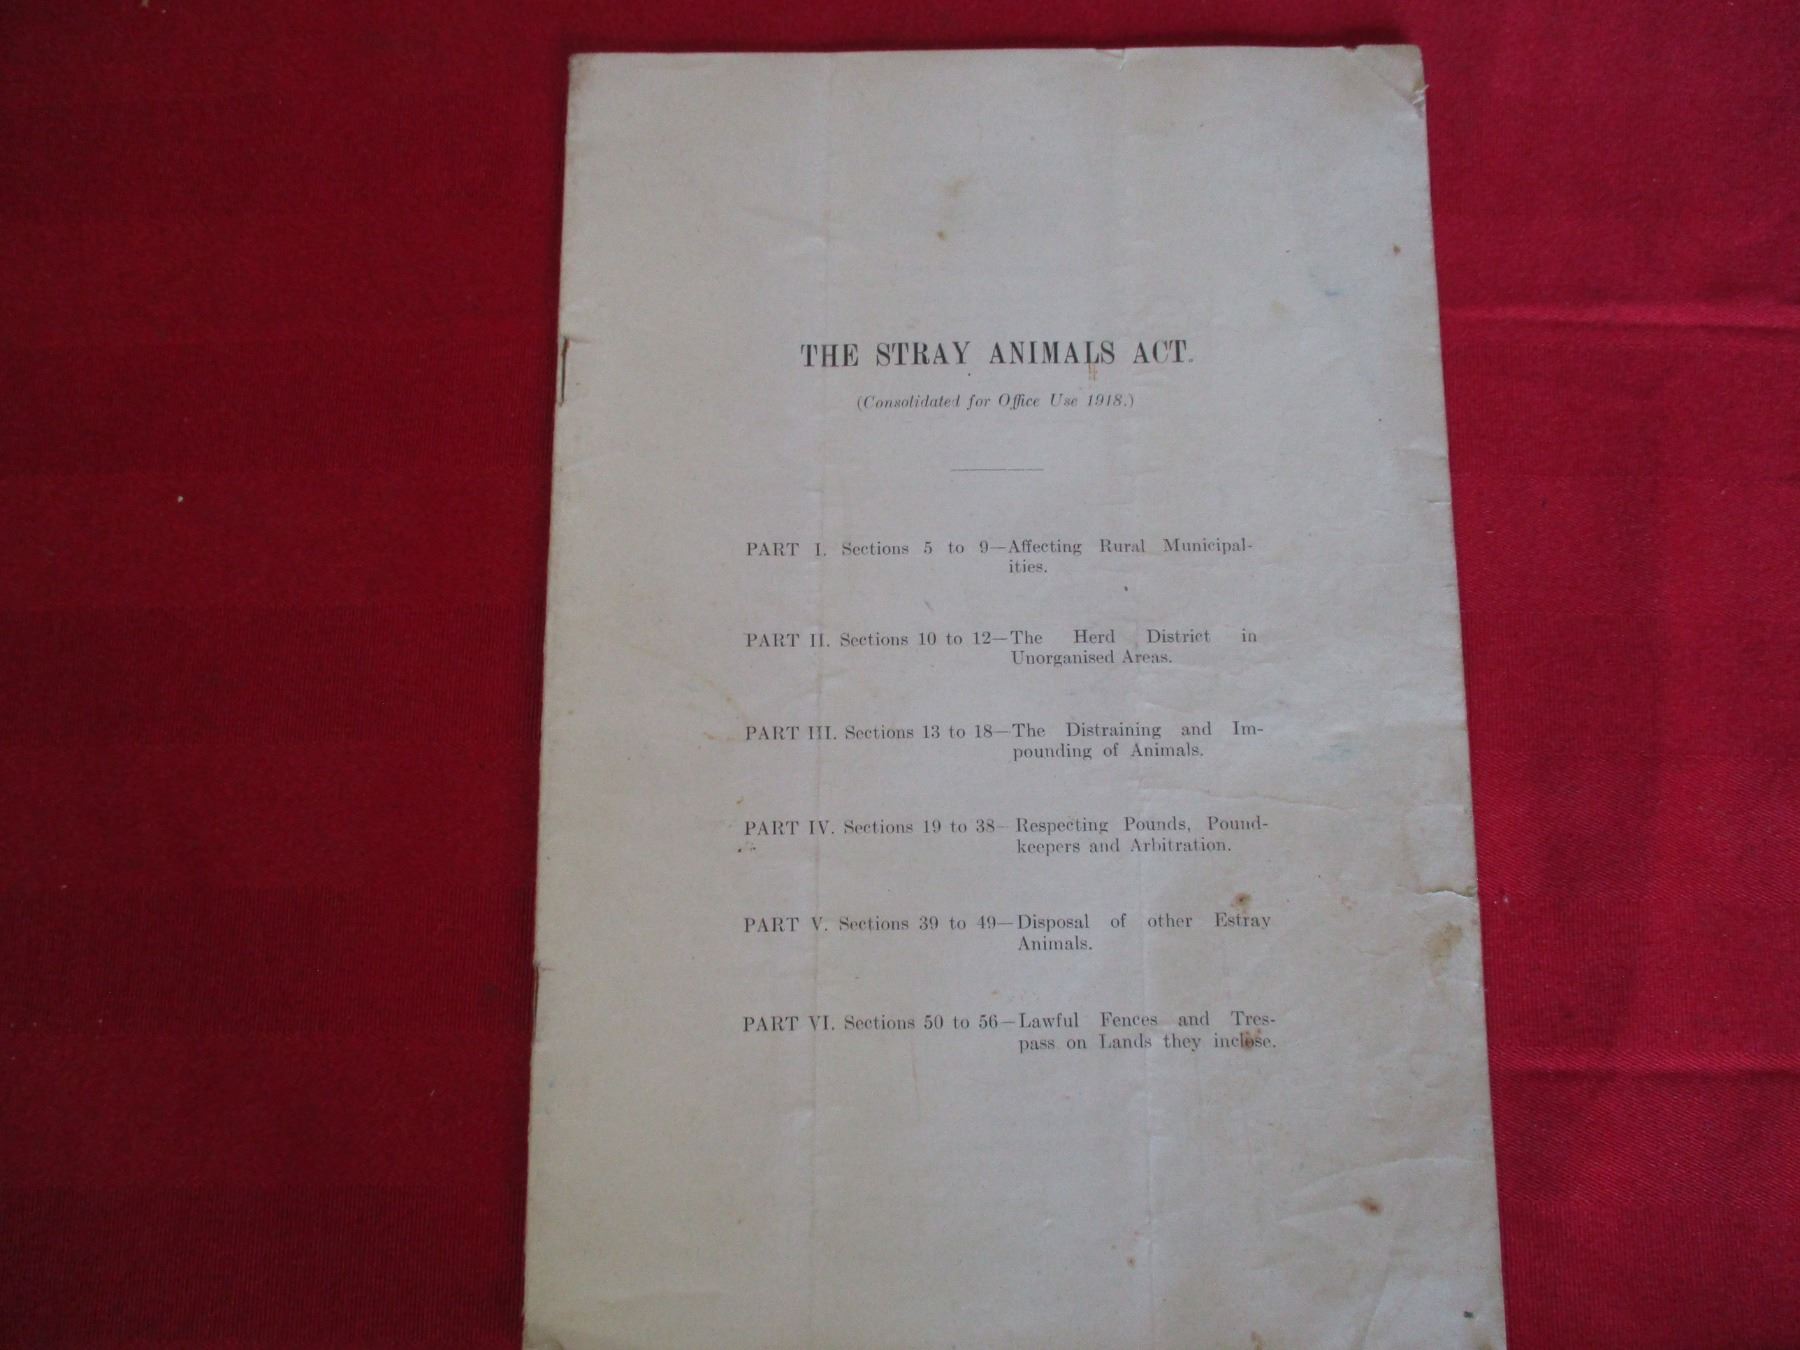 THE STRAY ANIMALS ACT.
(Consolidated for Office Use 1918.)
PART I. Sections 5 to 9—Affecting Rural Municipal-
ities.
PART II. Sections 10 to 12—The Herd District in
Unorganised Areas.
PART III. Sections 13 to 18—The Distraining and Im-
pounding of Animals.
PART IV. Sections 19 to 38—Respecting Pounds, Pound-
keepers and Arbitration.
PART V. Sections 39 to 49—Disposal of other Estray
Animals.
PART VI. Sections 50 to 56—Lawful Fences and Tres-
pass on Lands they inclose.